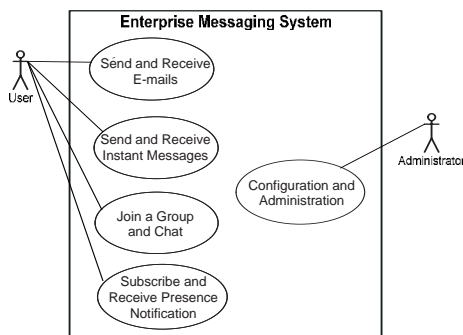 Enterprise Messaging System
Send and Receive
E-mails
User
Send and Receive
Instant Messages
Administrator
Configuration and
Administration
Join a Group
and Chat
Subscribe and
Receive Presence
Notification